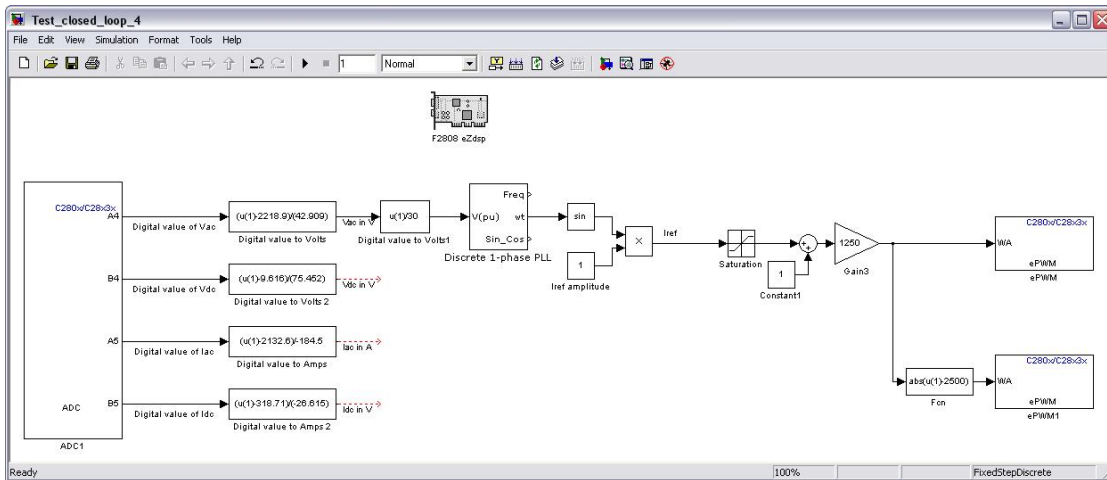 Test_closed_loop_4
File Edit View Simulation Format Tools Help
1
Normal
F2808 eZdsp
C280x/C28x3x
A4
Digital value of Vac
(u(1)-2218.9)/(42.909)
Digital value to Volts
Vac in V
u(1)/30
Digital value to Volts1
V(pu)
Freq
wt
Sin_Cos
Discrete 1-phase PLL
sin
1
Iref amplitude
×
Iref
Saturation
1
Constant1
1250
Gain3
C280x/C28x3x
WA
ePWM
ePWM
B4
Digital value of Vdc
(u(1)-9.616)/(75.452)
Digital value to Volts 2
Vdc in V
A5
Digital value of Iac
(u(1)-2132.6)/-184.5
Digital value to Amps
Iac in A
B5
Digital value of Idc
(u(1)-318.71)/(-26.615)
Digital value to Amps 2
Idc in V
ADC
ADC1
abs(u(1)-2500)
Fcn
C280x/C28x3x
WA
ePWM
ePWM1
Ready
100%
FixedStepDiscrete